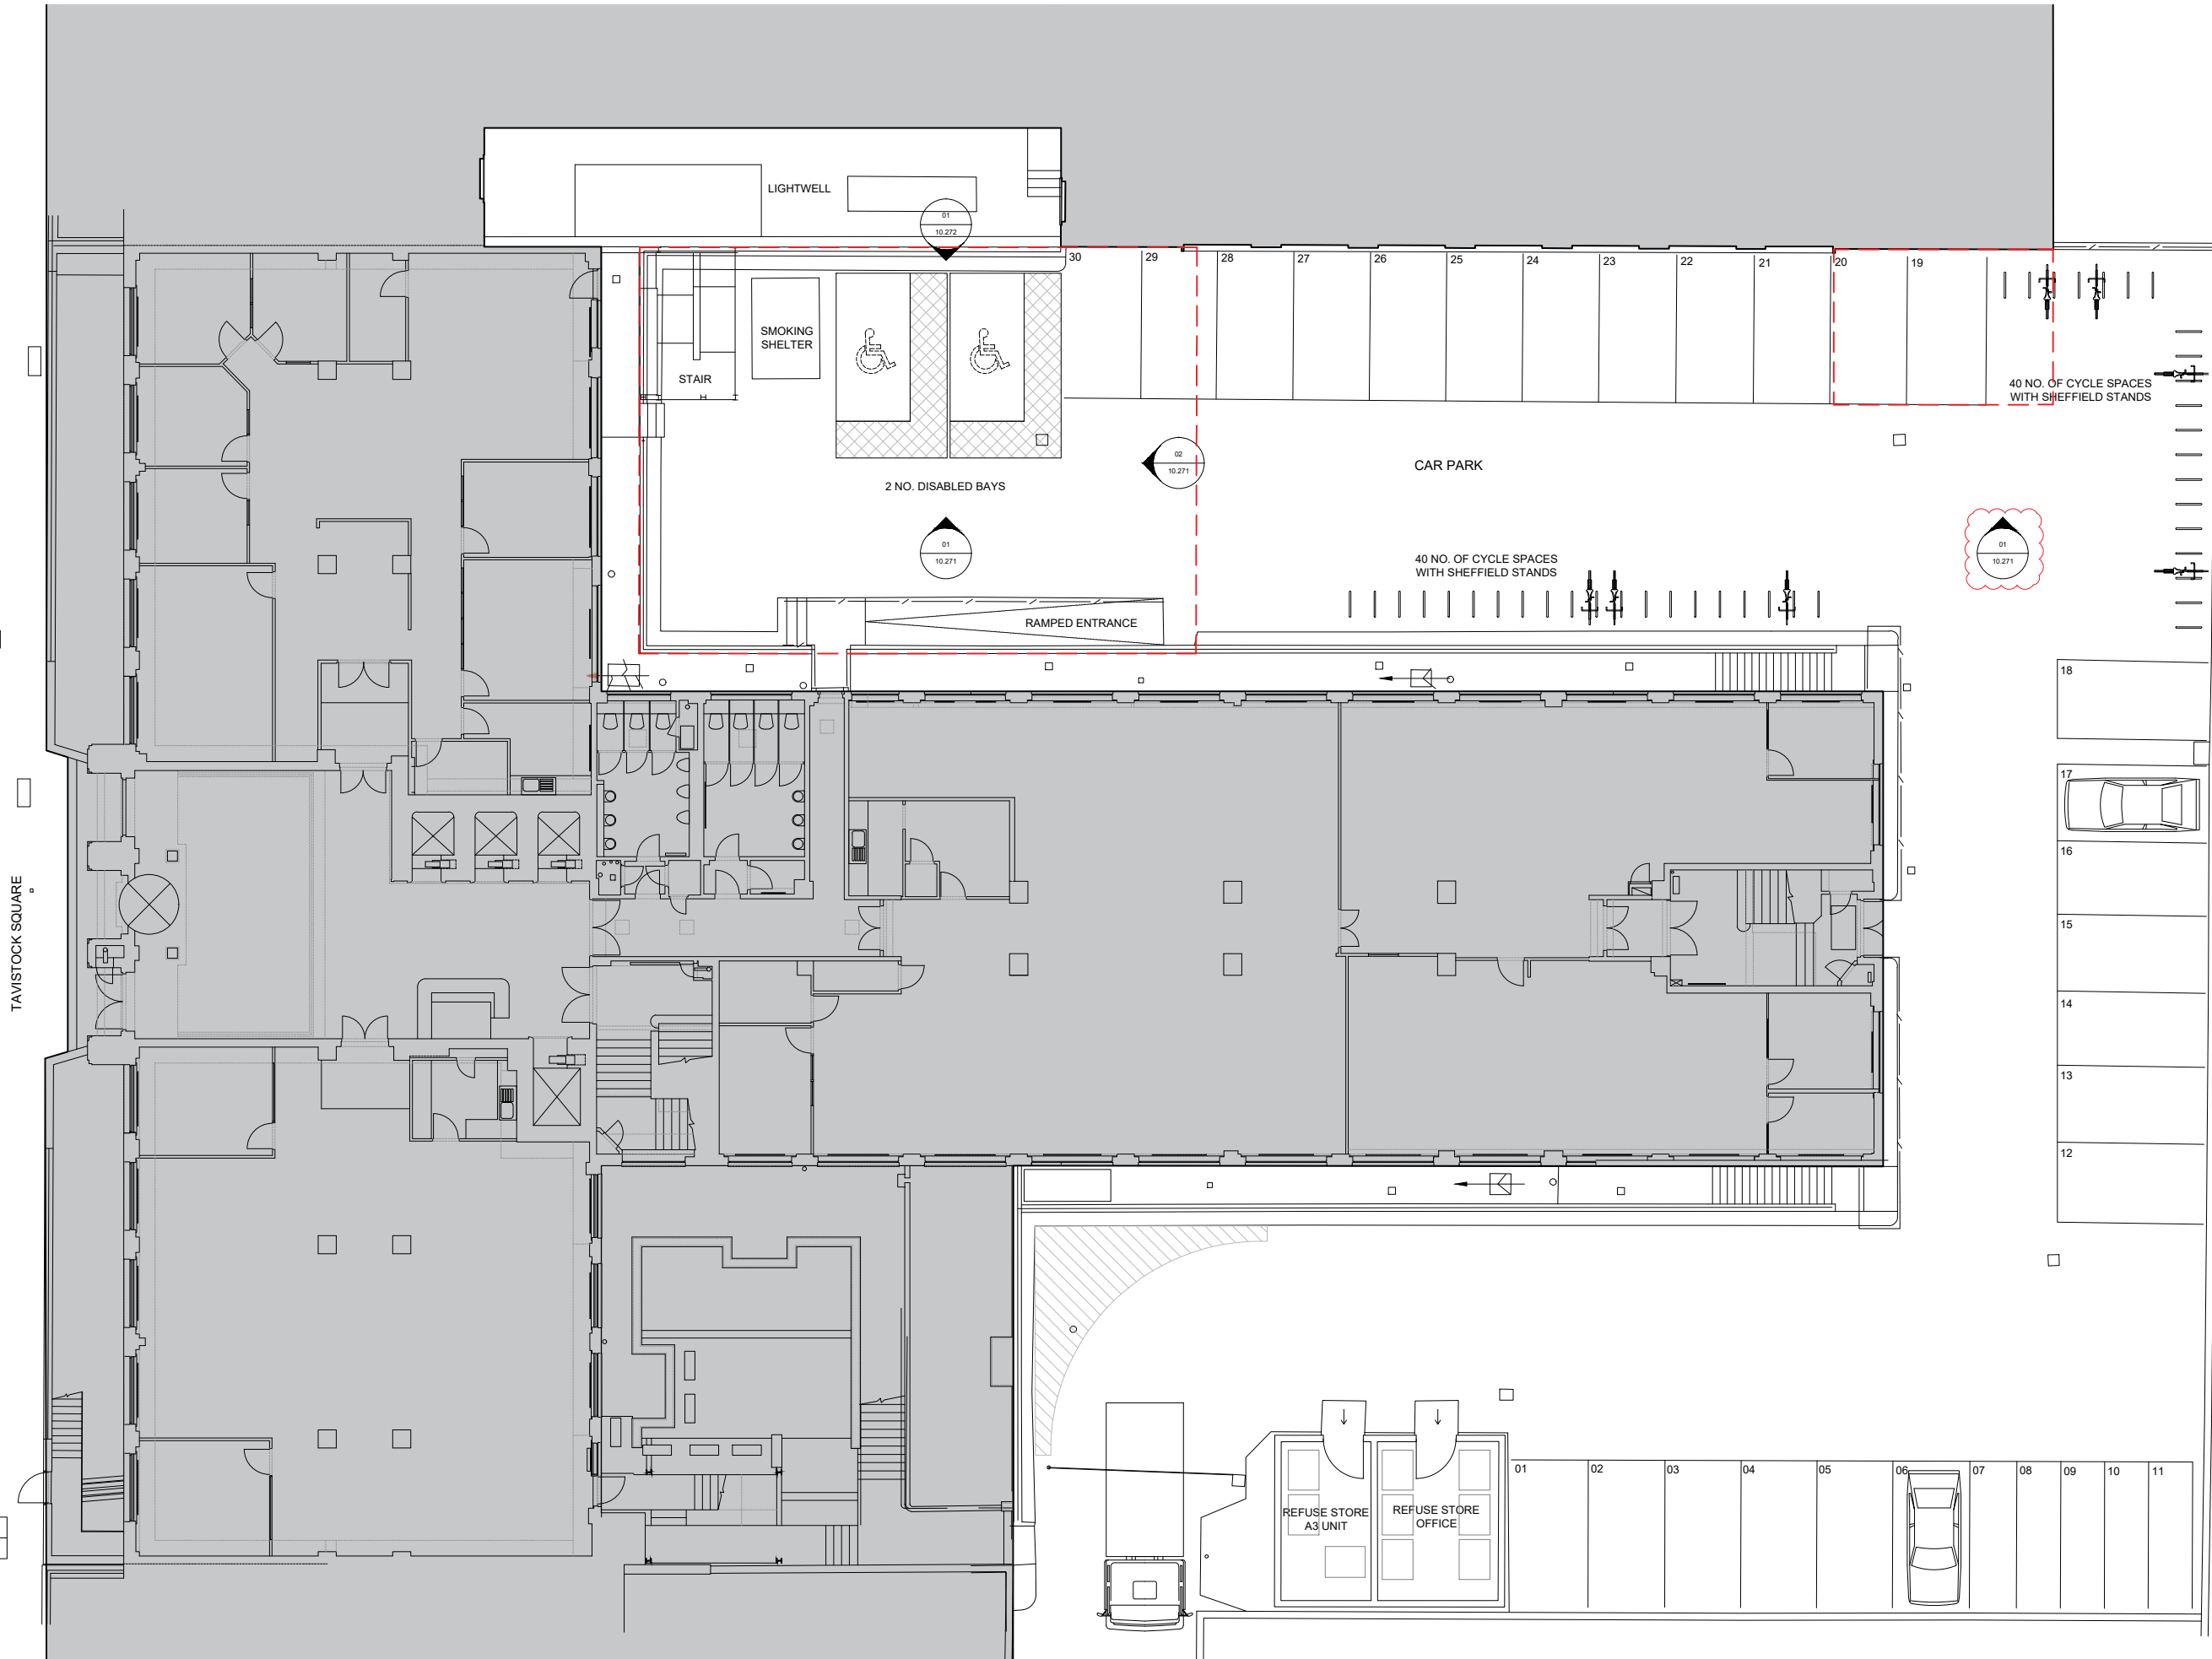 LIGHTWELL
01
10.272
30
29
28
27
26
25
24
23
22
21
20
19
SMOKING
SHELTER
STAIR
40 NO. OF CYCLE SPACES
WITH SHEFFIELD STANDS
02
10.271
CAR PARK
2 NO. DISABLED BAYS
01
10.271
40 NO. OF CYCLE SPACES
WITH SHEFFIELD STANDS
01
10.271
RAMPED ENTRANCE
18
17
16
15
14
13
12
TAVISTOCK SQUARE
01
02
03
04
05
06
07
08
09
10
11
REFUSE STORE
A3 UNIT
REFUSE STORE
OFFICE